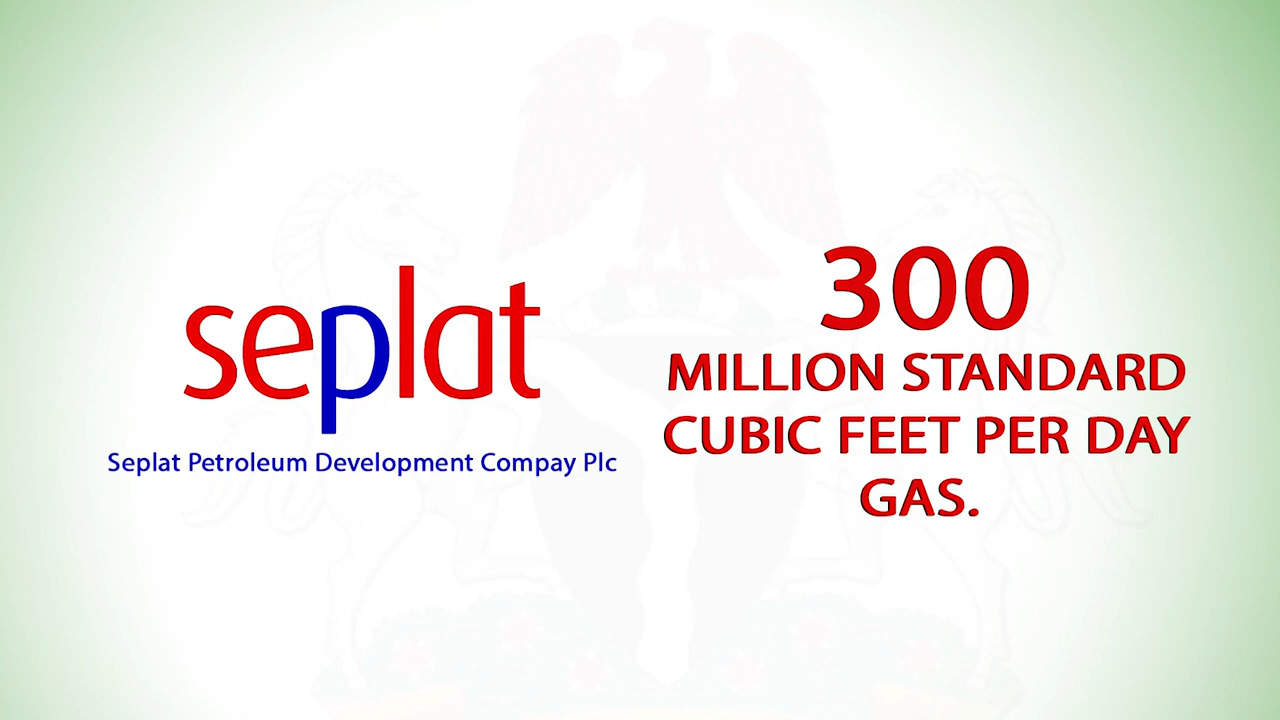 seplat
Seplat Petroleum Development Compay Plc
300
MILLION STANDARD
CUBIC FEET PER DAY
GAS.